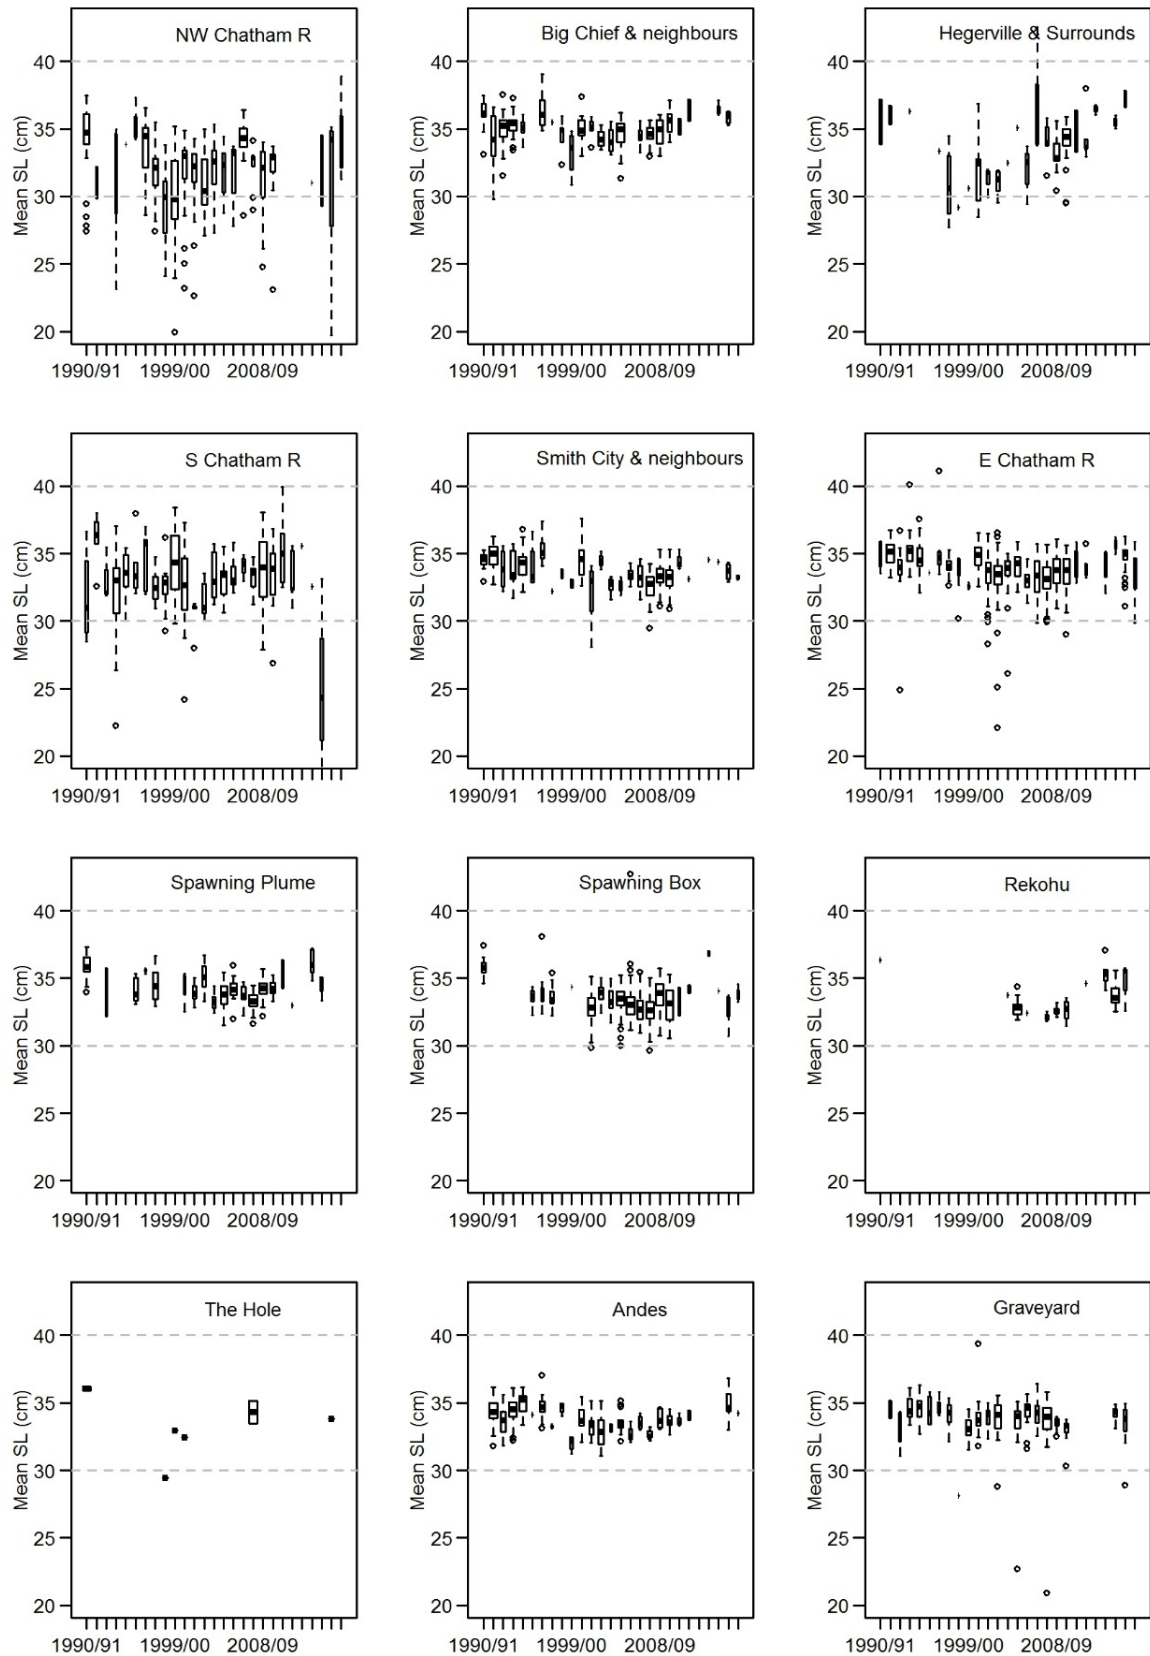 NW Chatham R
Mean SL (cm)
40
35
30
25
20
1990/91 1999/00 2008/09
Big Chief & neighbours
Mean SL (cm)
40
35
30
25
20
1990/91 1999/00 2008/09
Hegerville & Surrounds
Mean SL (cm)
40
35
30
25
20
1990/91 1999/00 2008/09
S Chatham R
Mean SL (cm)
40
35
30
25
20
1990/91 1999/00 2008/09
Smith City & neighbours
Mean SL (cm)
40
35
30
25
20
1990/91 1999/00 2008/09
E Chatham R
Mean SL (cm)
40
35
30
25
20
1990/91 1999/00 2008/09
Spawning Plume
Mean SL (cm)
40
35
30
25
20
1990/91 1999/00 2008/09
Spawning Box
Mean SL (cm)
40
35
30
25
20
1990/91 1999/00 2008/09
Rekohu
Mean SL (cm)
40
35
30
25
20
1990/91 1999/00 2008/09
The Hole
Mean SL (cm)
40
35
30
25
20
1990/91 1999/00 2008/09
Andes
Mean SL (cm)
40
35
30
25
20
1990/91 1999/00 2008/09
Graveyard
Mean SL (cm)
40
35
30
25
20
1990/91 1999/00 2008/09